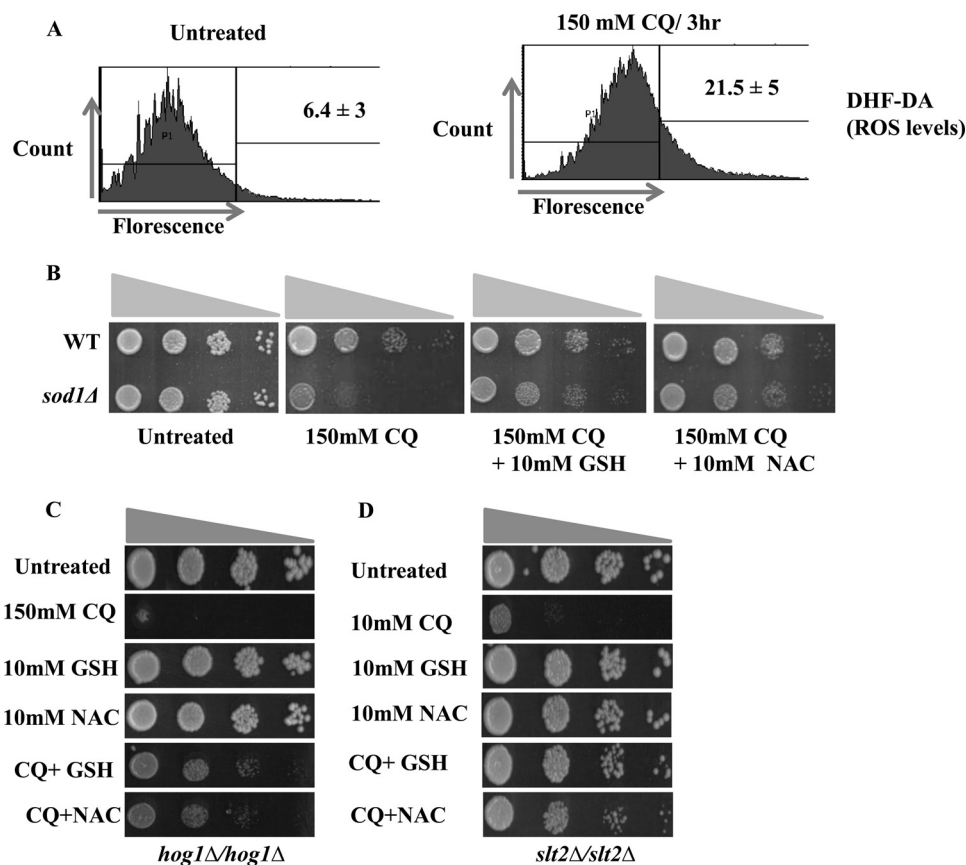 A
Untreated
150 mM CQ/ 3hr
6.4 ± 3
21.5 ± 5
P1
P1
DHF-DA
(ROS levels)
Count
Count
Florescence
Florescence
B
WT
sod1Δ
Untreated
150mM CQ
150mM CQ
+ 10mM GSH
150mM CQ
+ 10mM NAC
C
Untreated
150mM CQ
10mM GSH
10mM NAC
CQ+ GSH
CQ+NAC
hog1Δ/hog1Δ
D
Untreated
10mM CQ
10mM GSH
10mM NAC
CQ+ GSH
CQ+NAC
slt2Δ/slt2Δ